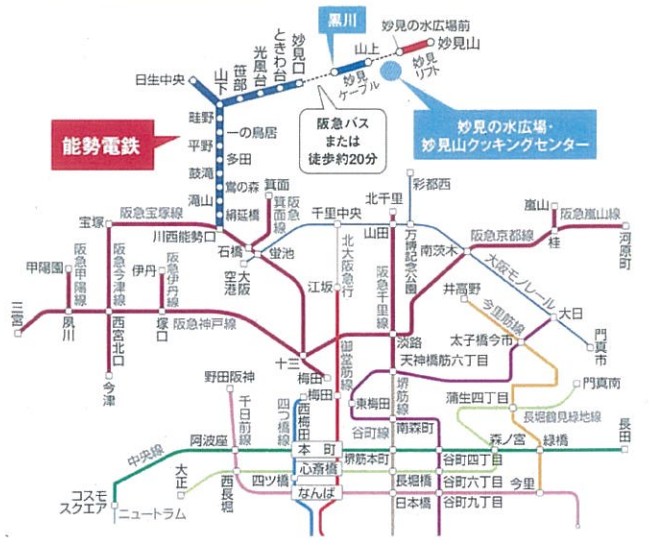 黒川
妙見の水広場前
妙見山
山上
妙見
リフト
妙見
ケーブル
妙見口
ときわ台
光風台
笹部
山下
日生中央
阪急バス
または
徒歩約20分
妙見の水広場・
妙見山クッキングセンター
能勢電鉄
畦野
平野
一の鳥居
多田
鼓滝
鶯の森
滝山
絹延橋
川西能勢口
箕面
阪急
箕面線
阪急宝塚線
宝塚
石橋
蛍池
大阪
空港
千里中央
北千里
山田
彩都西
万博記念公園
南茨木
阪急京都線
嵐山
阪急嵐山線
桂
河原町
大阪モノレール
大日
門真市
井高野
今里筋線
太子橋今市
甲陽園
阪急甲陽線
阪急今津線
伊丹
阪急伊丹線
三宮
夙川
西宮北口
塚口
阪急神戸線
今津
北大阪急行
江坂
阪急千里線
淡路
天神橋筋六丁目
十三
梅田
梅田
御堂筋線
西梅田
四つ橋線
野田阪神
千日前線
東梅田
堺筋線
谷町線
南森町
蒲生四丁目
門真南
長堀鶴見緑地線
阿波座
中央線
本町
堺筋本町
谷町四丁目
森ノ宮
緑橋
長田
コスモ
スクエア
ニュートラム
大正
西長堀
四ツ橋
心斎橋
長堀橋
谷町六丁目
なんば
日本橋
谷町九丁目
今里